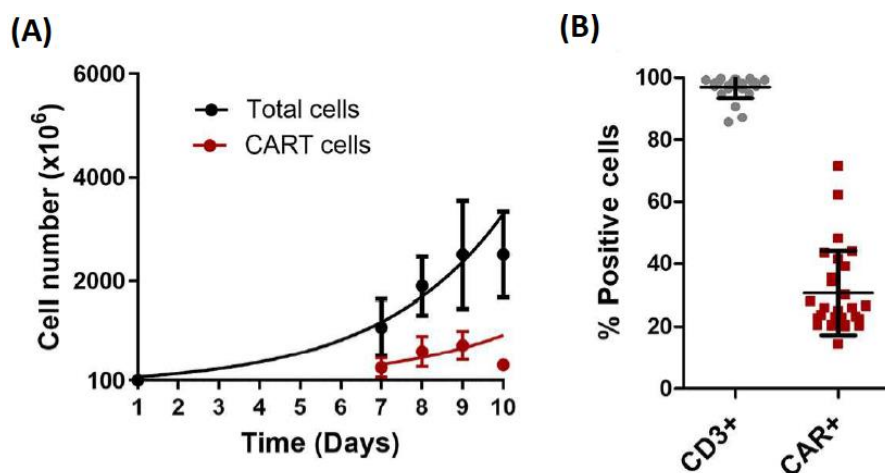 (A)
6000
4000
2000
100
Cell number (x10⁶)
Total cells
CART cells
1 2 3 4 5 6 7 8 9 10
Time (Days)
(B)
100
80
60
40
20
0
% Positive cells
CD3+
CAR+